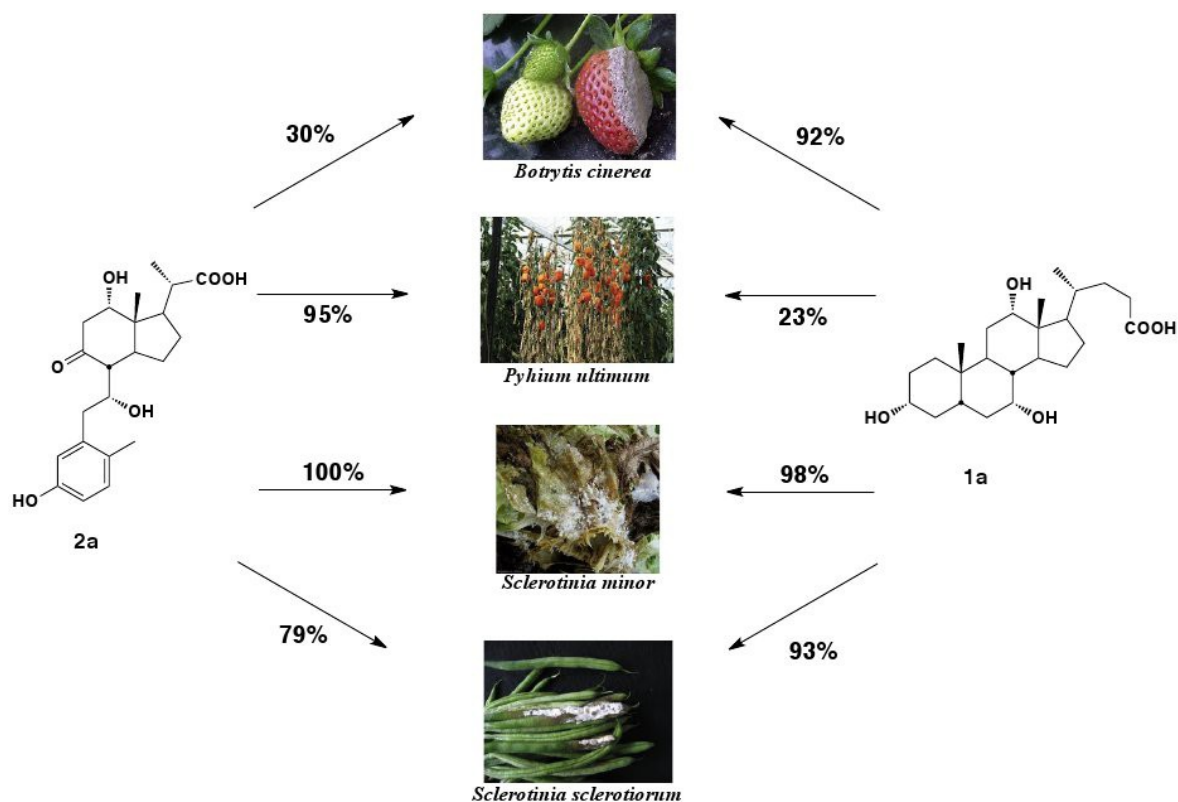 30%
92%
Botrytis cinerea
OH
COOH
95%
23%
OH
COOH
O
OH
Pyhium ultimum
HO
OH
HO
100%
98%
1a
2a
Sclerotinia minor
79%
93%
Sclerotinia sclerotiorum